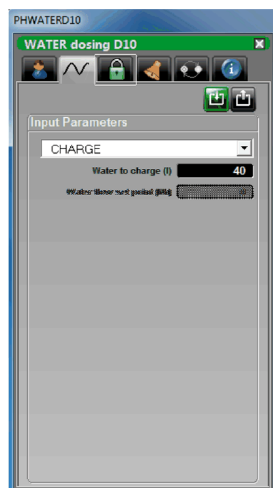 PHWATERD10
WATER dosing D10
Input Parameters
CHARGE
Water to charge (l) 40